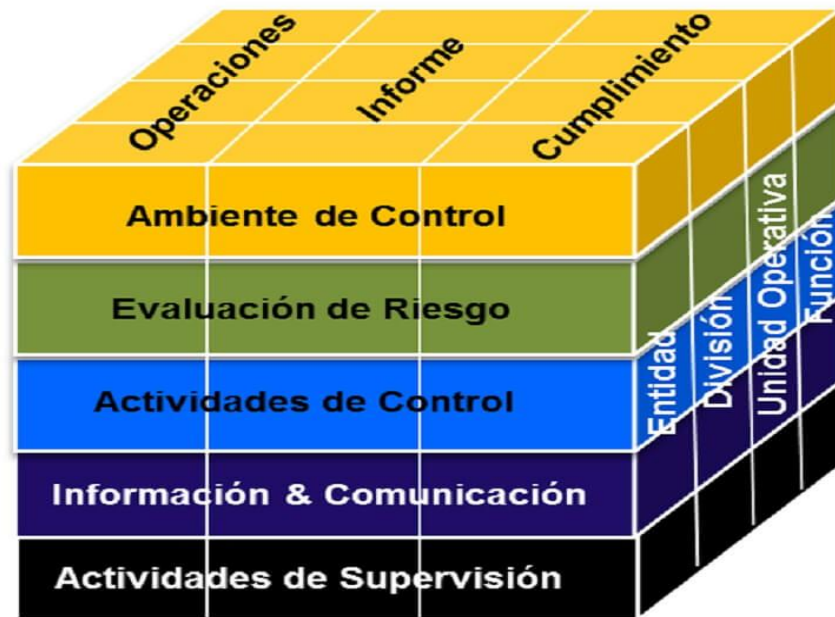 Operaciones
Informe
Cumplimiento
Ambiente de Control
Evaluación de Riesgo
Actividades de Control
Información & Comunicación
Actividades de Supervisión
Entidad
División
Unidad Operativa
Función